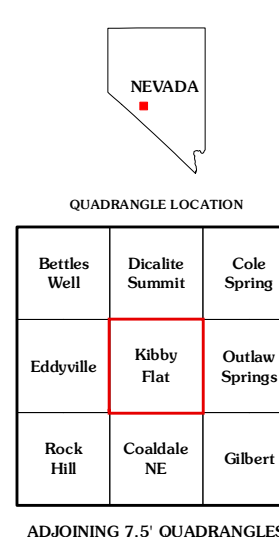 NEVADA
QUADRANGLE LOCATION
Bettles
Well
Dicalite
Summit
Cole
Spring
Eddyville
Kibby
Flat
Outlaw
Springs
Rock
Hill
Coaldale
NE
Gilbert
ADJOINING 7.5' QUADRANGLES